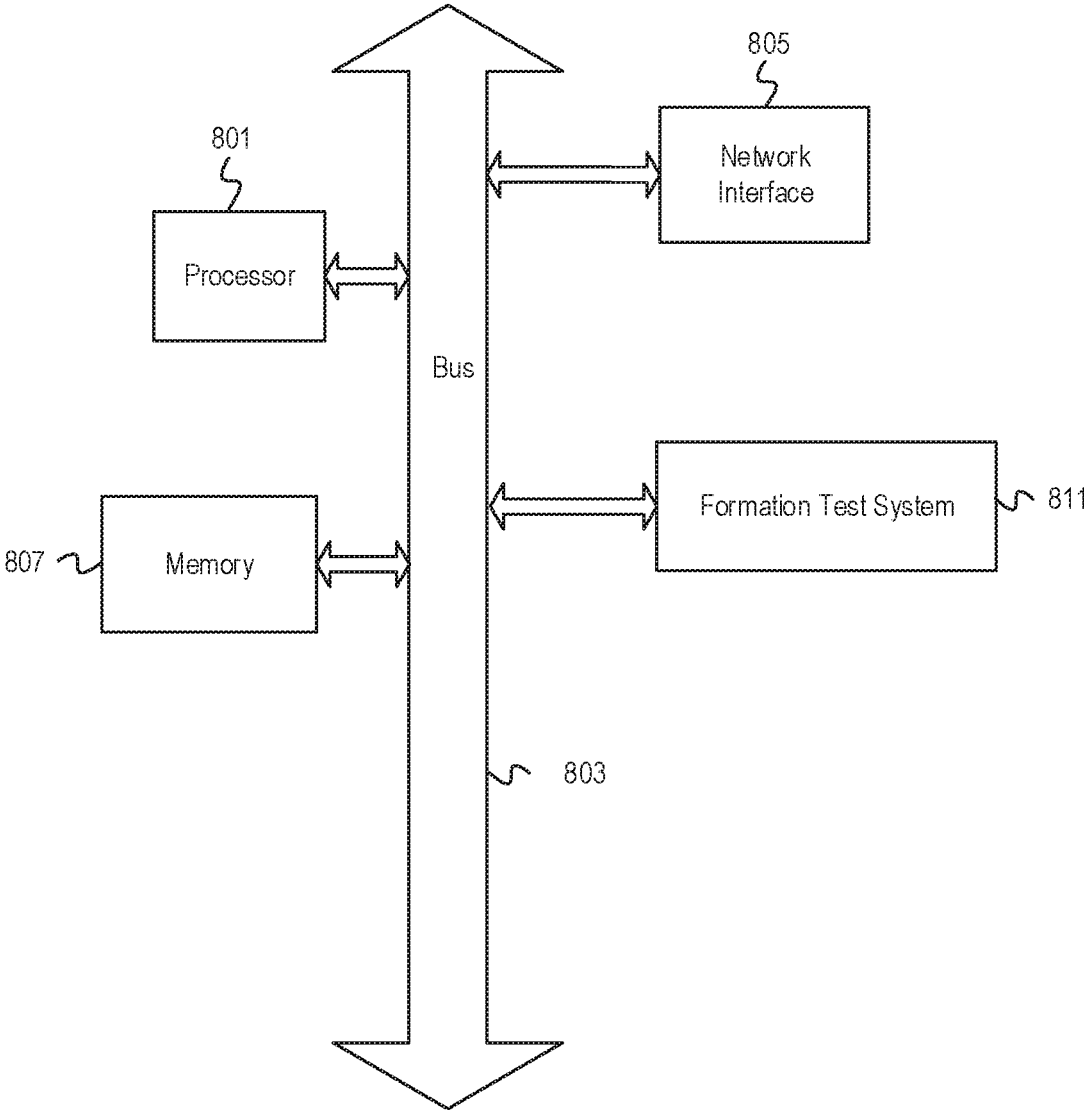 805
801
Network
Interface
Processor
Bus
Formation Test System
811
807
Memory
803